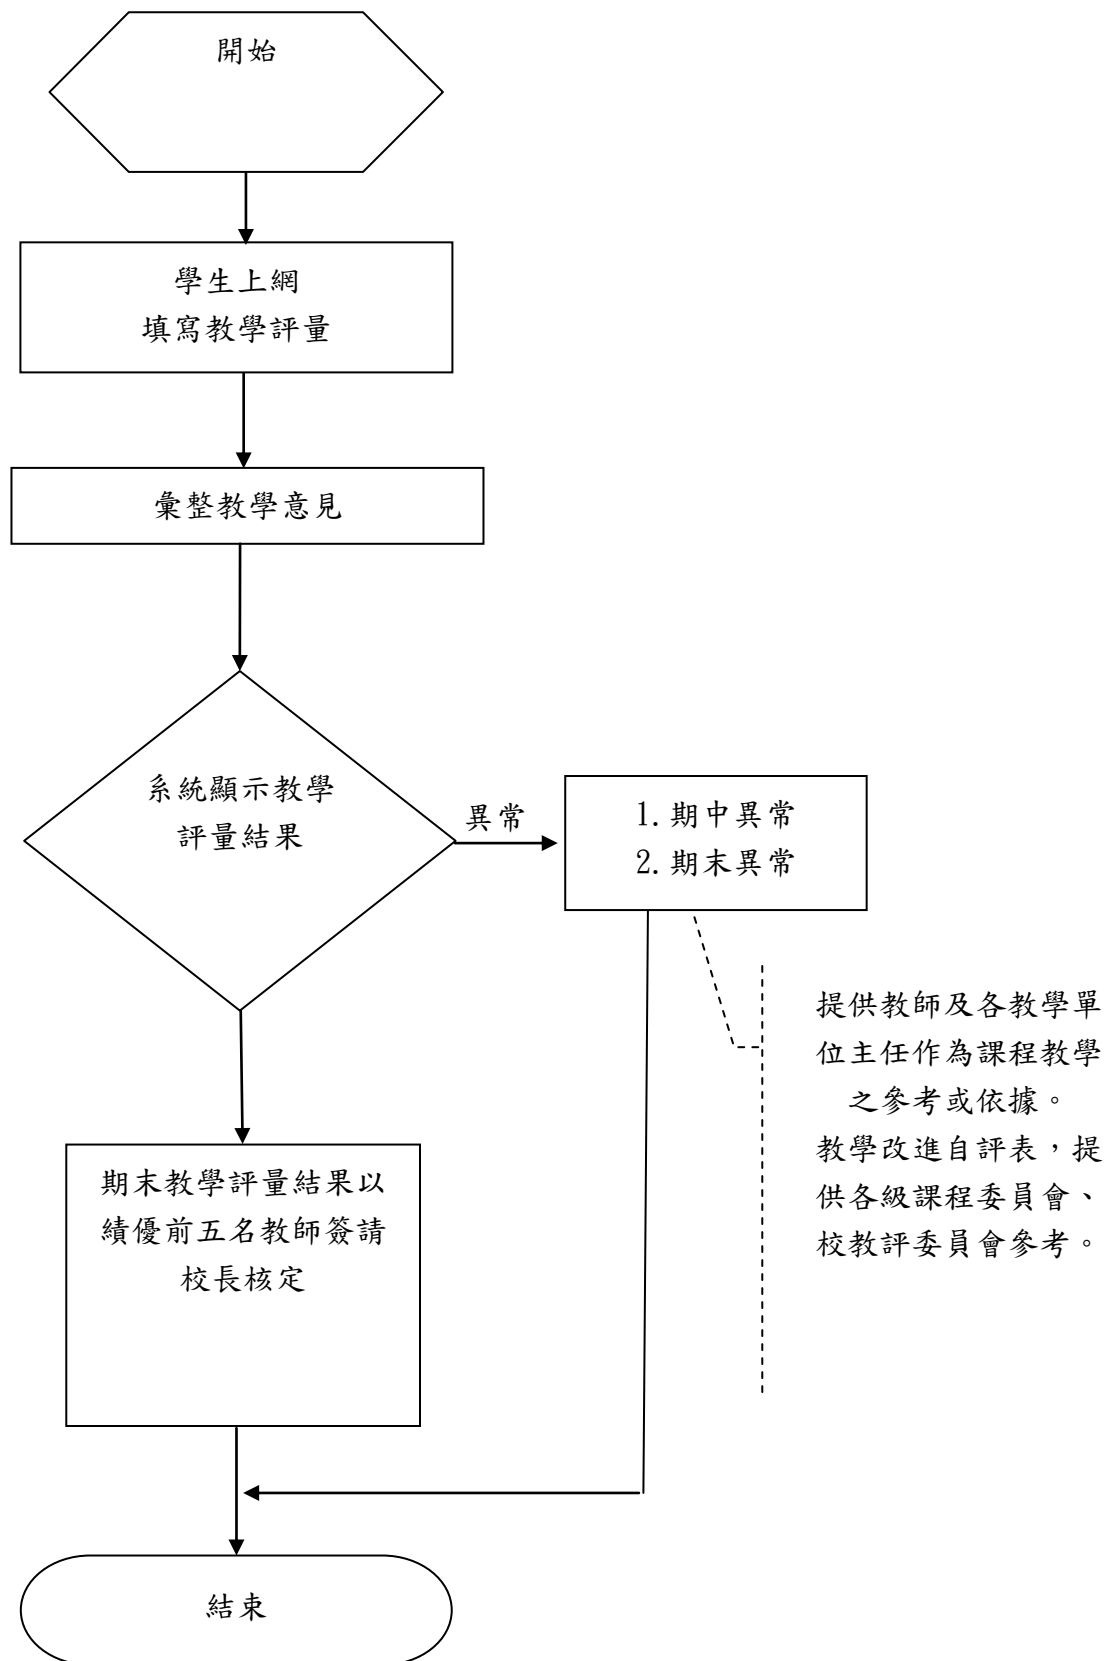 開始
學生上網
填寫教學評量
彙整教學意見
系統顯示教學
評量結果
異常
1.期中異常
2.期末異常
提供教師及各教學單
位主任作為課程教學
之參考或依據。
教學改進自評表，提
供各級課程委員會、
校教評委員會參考。
期末教學評量結果以
績優前五名教師簽請
校長核定
結束